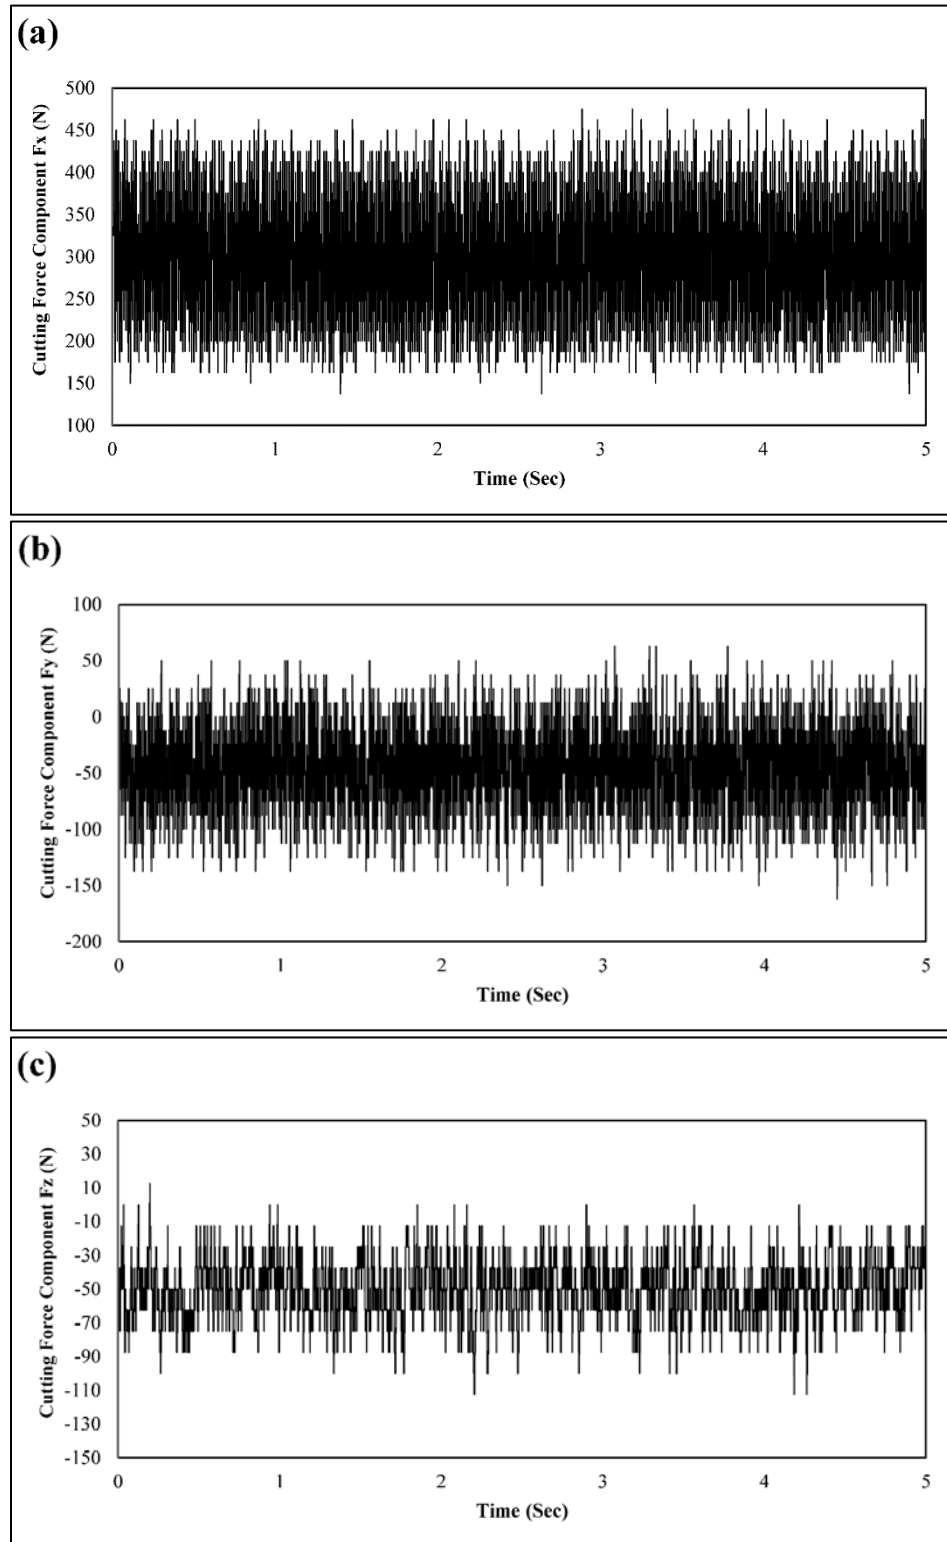 (a)
Cutting Force Component Fx (N)
500
450
400
350
300
250
200
150
100
0 1 2 3 4 5
Time (Sec)
(b)
Cutting Force Component Fy (N)
100
50
0
-50
-100
-150
-200
0 1 2 3 4 5
Time (Sec)
(c)
Cutting Force Component Fz (N)
50
30
10
-10
-30
-50
-70
-90
-110
-130
-150
0 1 2 3 4 5
Time (Sec)